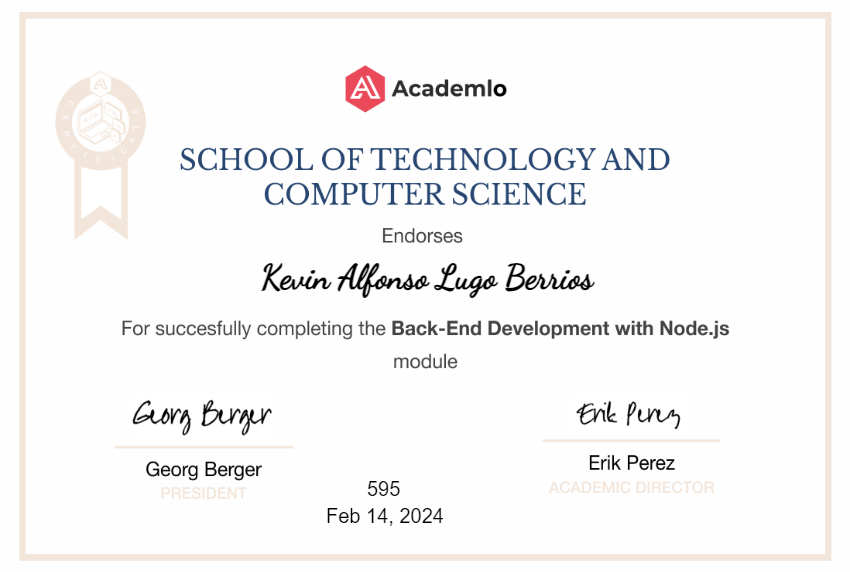 Academlo
CERTIFICATE
SCHOOL OF TECHNOLOGY AND
COMPUTER SCIENCE
Endorses
Kevin Alfonso Lugo Berrios
For succesfully completing the Back-End Development with Node.js
module
Georg Berger
Erik Perez
Georg Berger
Erik Perez
PRESIDENT
ACADEMIC DIRECTOR
595
Feb 14, 2024